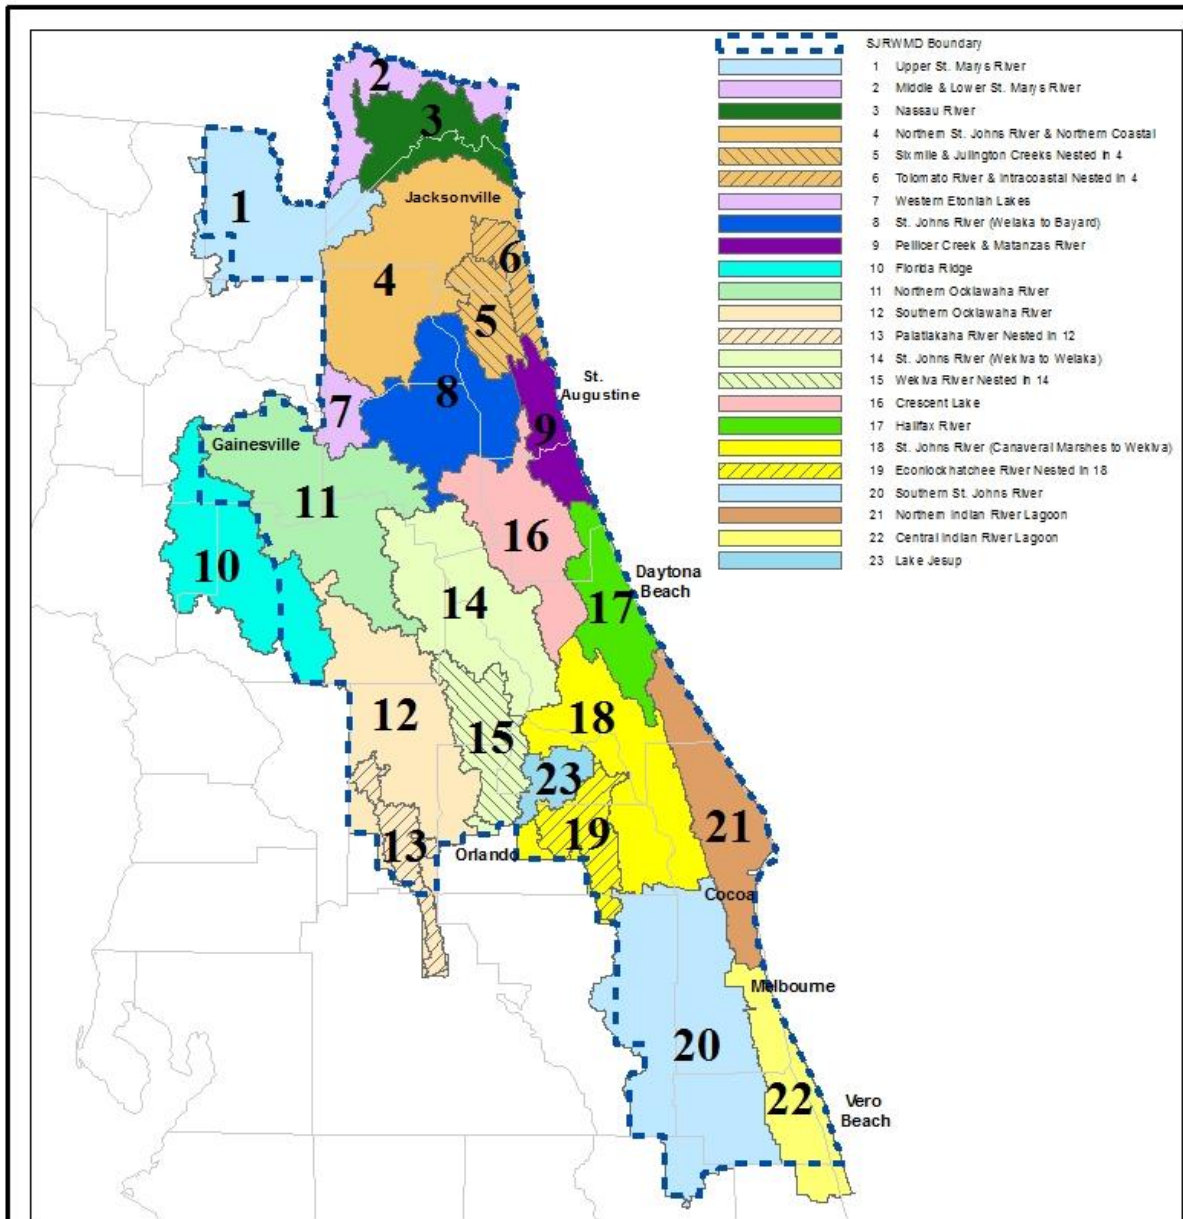 SJRWMD Boundary
1 Upper St. Marys River
2 Middle & Lower St. Marys River
3 Nassau River
4 Northern St. Johns River & Northern Coastal
5 Sixmile & Julington Creeks Nested in 4
6 Tolomato River & Intracoastal Nested in 4
7 Western Etoniah Lakes
8 St. Johns River (Welaka to Bayard)
9 Pellicer Creek & Matanzas River
10 Florida Ridge
11 Northern Ocklawaha River
12 Southern Ocklawaha River
13 Palatlakaha River Nested in 12
14 St. Johns River (Wekiva to Welaka)
15 Wekiva River Nested in 14
16 Crescent Lake
17 Halifax River
18 St. Johns River (Canaveral Marshes to Wekiva)
19 Econlockhatchee River Nested in 18
20 Southern St. Johns River
21 Northern Indian River Lagoon
22 Central Indian River Lagoon
23 Lake Jesup
2
3
1
Jacksonville
4
6
5
St.
Augustine
8
7
9
Gainesville
11
16
10
Daytona
Beach
14
17
12
15
18
23
19
21
13
Orlando
Cocoa
Melbourne
20
22
Vero
Beach